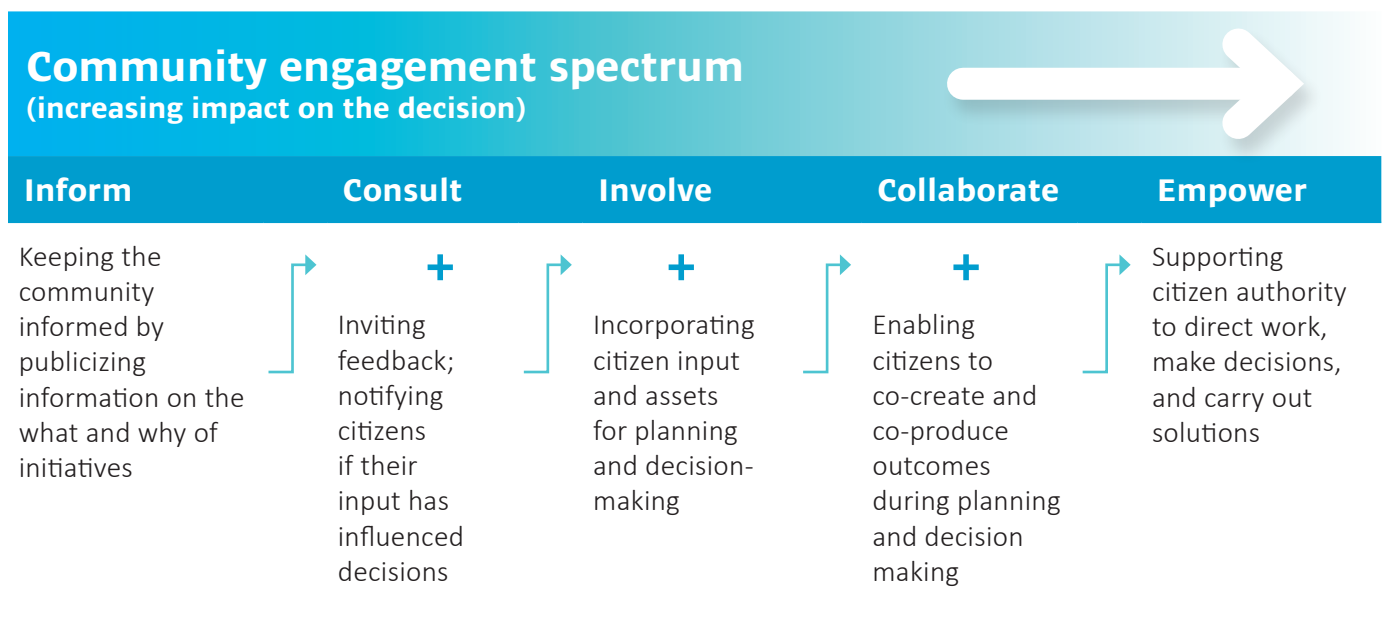 Community engagement spectrum
(increasing impact on the decision)
Inform
Consult
Involve
Collaborate
Empower
Keeping the
community
informed by
publicizing
information on the
what and why of
initiatives
+
Inviting
feedback;
notifying
citizens
if their
input has
influenced
decisions
+
Incorporating
citizen input
and assets
for planning
and decision-
making
+
Enabling
citizens to
co-create and
co-produce
outcomes
during planning
and decision
making
Supporting
citizen authority
to direct work,
make decisions,
and carry out
solutions